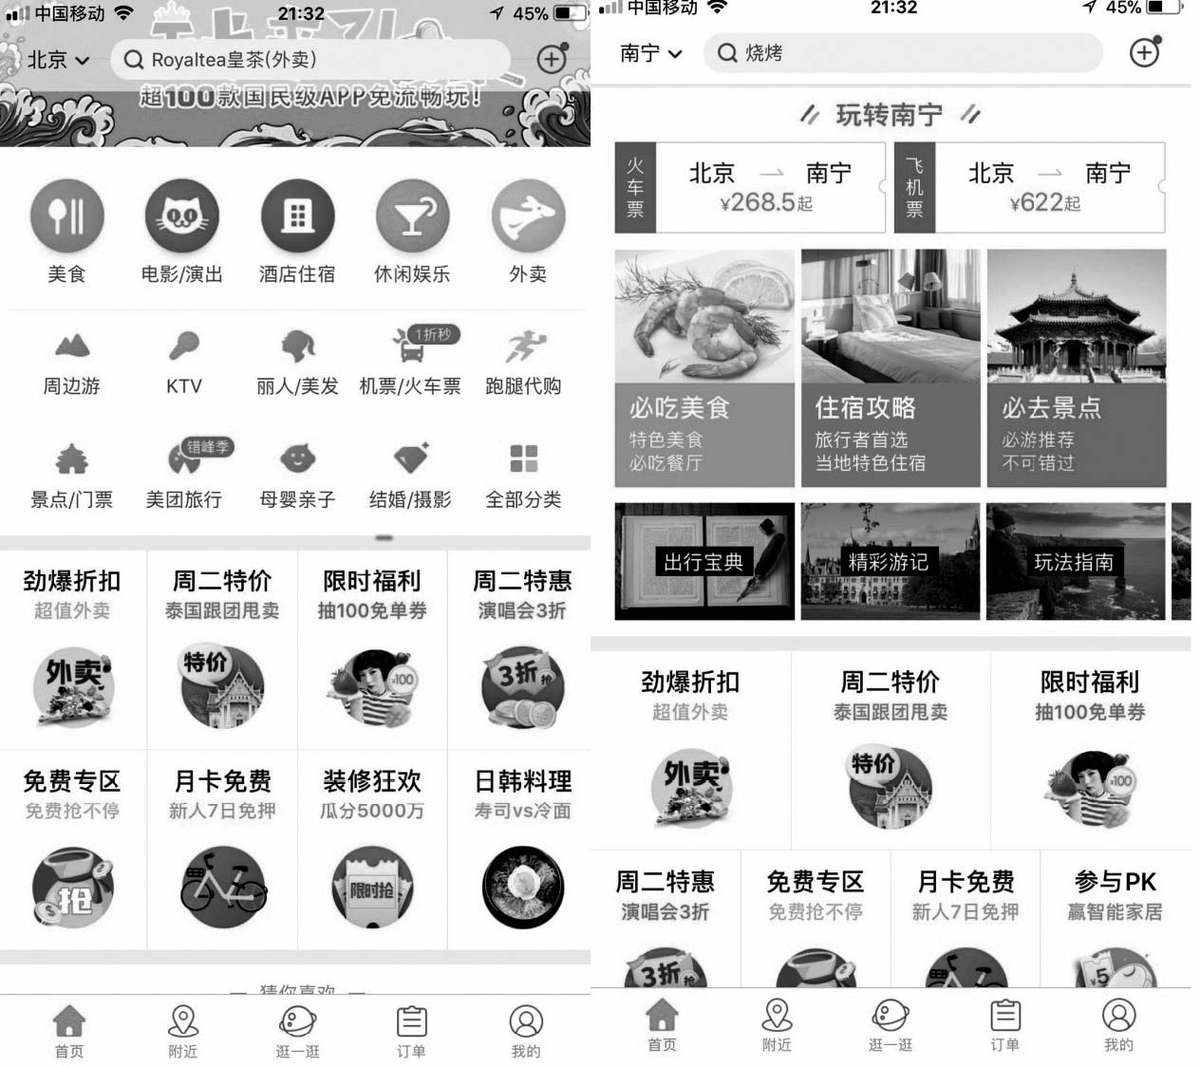 中国移动 21:32 45%
北京
Royaltea皇茶(外卖)
超100款国民级APP免流畅玩!
美食 电影/演出 酒店住宿 休闲娱乐 外卖
1折秒
周边游 KTV 丽人/美发 机票/火车票 跑腿代购
错峰季
景点/门票 美团旅行 母婴亲子 结婚/摄影 全部分类
劲爆折扣 周二特价 限时福利 周二特惠
超值外卖 泰国跟团甩卖 抽100免单券 演唱会3折
外卖 特价 ¥100 3折 抢
免费专区 月卡免费 装修狂欢 日韩料理
免费抢不停 新人7日免押 瓜分5000万 寿司vs冷面
抢 限时抢
猜你喜欢
首页 附近 逛一逛 订单 我的
中国移动 21:32 45%
南宁
烧烤
玩转南宁
火车票 北京 南宁
¥268.5起
飞机票 北京 南宁
¥622起
必吃美食 住宿攻略 必去景点
特色美食 旅行者首选 必游推荐
必吃餐厅 当地特色住宿 不可错过
出行宝典 精彩游记 玩法指南
劲爆折扣 周二特价 限时福利
超值外卖 泰国跟团甩卖 抽100免单券
外卖 特价 ¥100
周二特惠 免费专区 月卡免费 参与PK
演唱会3折 免费抢不停 新人7日免押 赢智能家居
3折 抢 ¥5
首页 附近 逛一逛 订单 我的